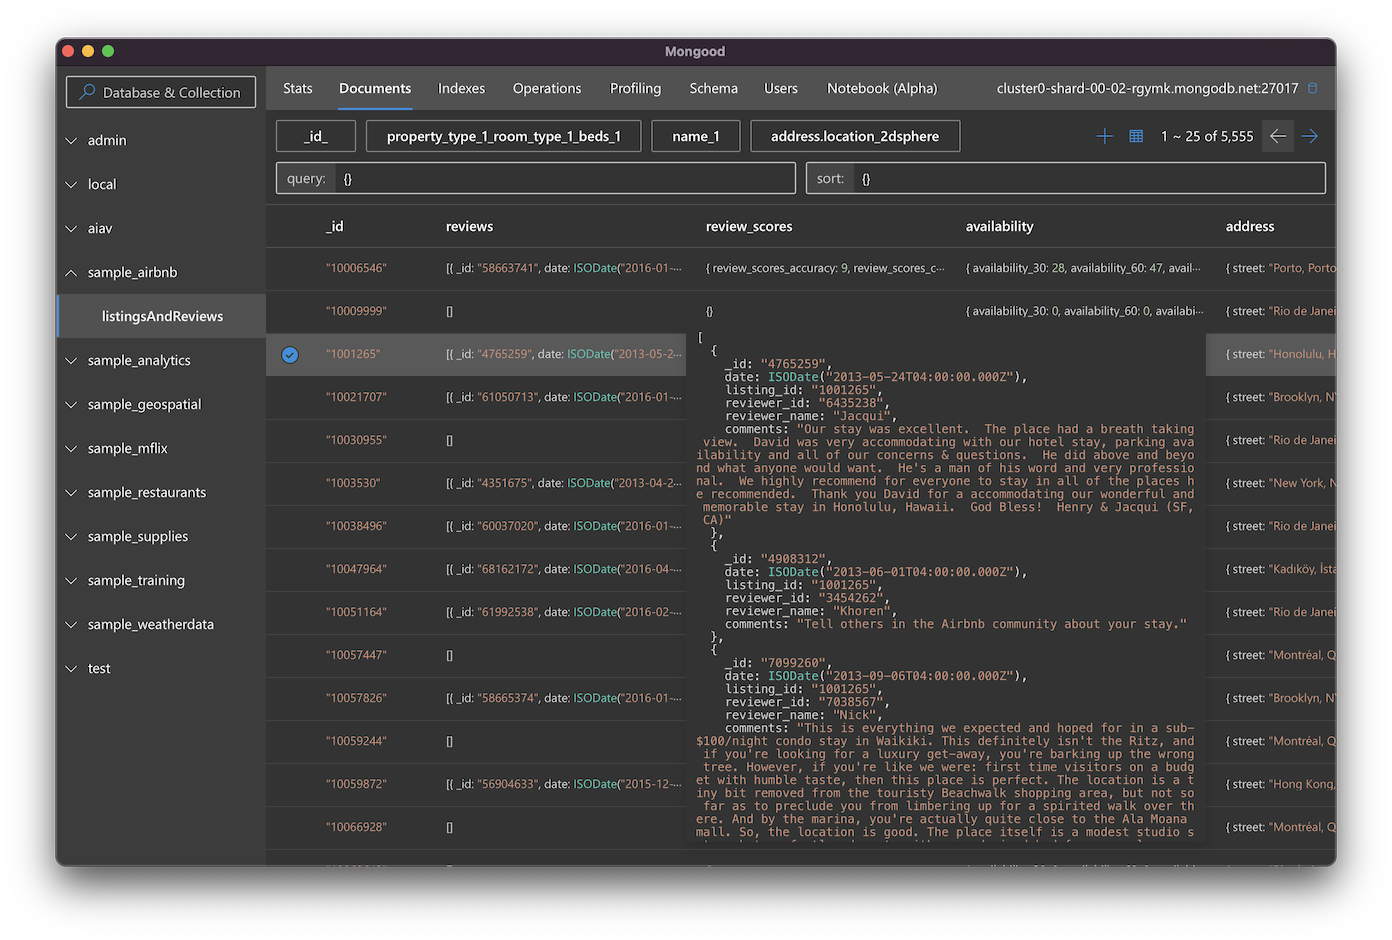 Mongood
Database & Collection
Stats Documents Indexes Operations Profiling Schema Users Notebook (Alpha) cluster0-shard-00-02-rgymk.mongodb.net:27017
admin
local
aiav
sample_airbnb
listingsAndReviews
sample_analytics
sample_geospatial
sample_mflix
sample_restaurants
sample_supplies
sample_training
sample_weatherdata
test
_id_ property_type_1_room_type_1_beds_1 name_1 address.location_2dsphere 1 ~ 25 of 5,555
query: {} sort: {}
_id reviews review_scores availability address
"10006546" [{ _id: "58663741", date: ISODate("2016-01-··· { review_scores_accuracy: 9, review_scores_c··· { availability_30: 28, availability_60: 47, avail··· { street: "Porto, Porto
"10009999" [] {} { availability_30: 0, availability_60: 0, availabi··· { street: "Rio de Janei
"1001265" [{ _id: "4765259", date: ISODate("2013-05-2··· { street: "Honolulu, H
"10021707" [{ _id: "61050713", date: ISODate("2016-01-··· { street: "Brooklyn, NY
"10030955" [] { street: "Rio de Janei
"1003530" [{ _id: "4351675", date: ISODate("2013-04-2··· { street: "New York, N
"10038496" [{ _id: "60037020", date: ISODate("2016-01-··· { street: "Rio de Janei
"10047964" [{ _id: "68162172", date: ISODate("2016-04-··· { street: "Kadıköy, İsta
"10051164" [{ _id: "61992538", date: ISODate("2016-02-··· { street: "Rio de Janei
"10057447" [] { street: "Montréal, Q
"10057826" [{ _id: "58665374", date: ISODate("2016-01-··· { street: "Brooklyn, NY
"10059244" [] { street: "Montréal, Q
"10059872" [{ _id: "56904633", date: ISODate("2015-12-··· { street: "Hong Kong,
"10066928" [] { street: "Montréal, Q
[
{
_id: "4765259",
date: ISODate("2013-05-24T04:00:00.000Z"),
listing_id: "1001265",
reviewer_id: "6435238",
reviewer_name: "Jacqui",
comments: "Our stay was excellent.  The place had a breath taking
view.  David was very accommodating with our hotel stay, parking ava
ilability and all of our concerns & questions.  He did above and beyo
nd what anyone would want.  He's a man of his word and very professio
nal.  We highly recommend for everyone to stay in all of the places h
e recommended.  Thank you David for a accommodating our wonderful and
memorable stay in Honolulu, Hawaii.  God Bless!  Henry & Jacqui (SF,
CA)"
},
{
_id: "4908312",
date: ISODate("2013-06-01T04:00:00.000Z"),
listing_id: "1001265",
reviewer_id: "3454262",
reviewer_name: "Khoren",
comments: "Tell others in the Airbnb community about your stay."
},
{
_id: "7099260",
date: ISODate("2013-09-06T04:00:00.000Z"),
listing_id: "1001265",
reviewer_id: "7038567",
reviewer_name: "Nick",
comments: "This is everything we expected and hoped for in a sub-
$100/night condo stay in Waikiki. This definitely isn't the Ritz, and
if you're looking for a luxury get-away, you're barking up the wrong
tree. However, if you're like we were: first time visitors on a budg
et with humble taste, then this place is perfect. The location is a t
iny bit removed from the touristy Beachwalk shopping area, but not so
far as to preclude you from limbering up for a spirited walk over th
ere. And by the marina, you're actually quite close to the Ala Moana
mall. So, the location is good. The place itself is a modest studio s